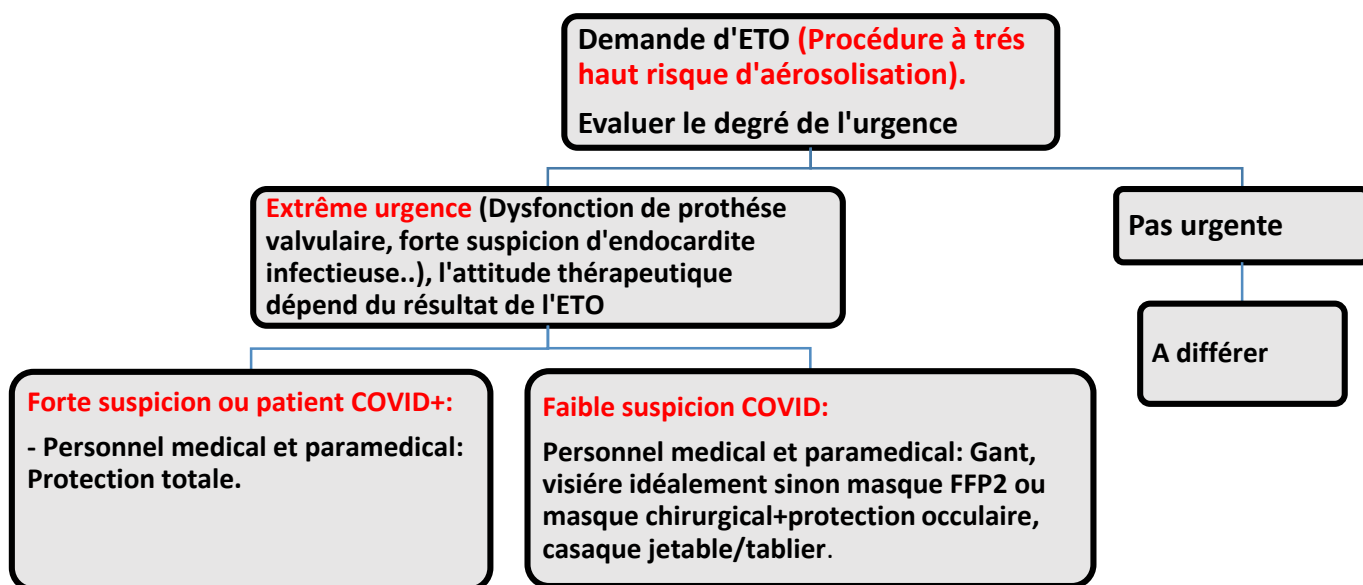 Demande d'ETO (Procédure à trés
haut risque d'aérosolisation).
Evaluer le degré de l'urgence
Extrême urgence (Dysfonction de prothése
valvulaire, forte suspicion d'endocardite
infectieuse..), l'attitude thérapeutique
dépend du résultat de l'ETO
Pas urgente
A différer
Forte suspicion ou patient COVID+:
- Personnel medical et paramedical:
Protection totale.
Faible suspicion COVID:
Personnel medical et paramedical: Gant,
visiére idéalement sinon masque FFP2 ou
masque chirurgical+protection occulaire,
casaque jetable/tablier.